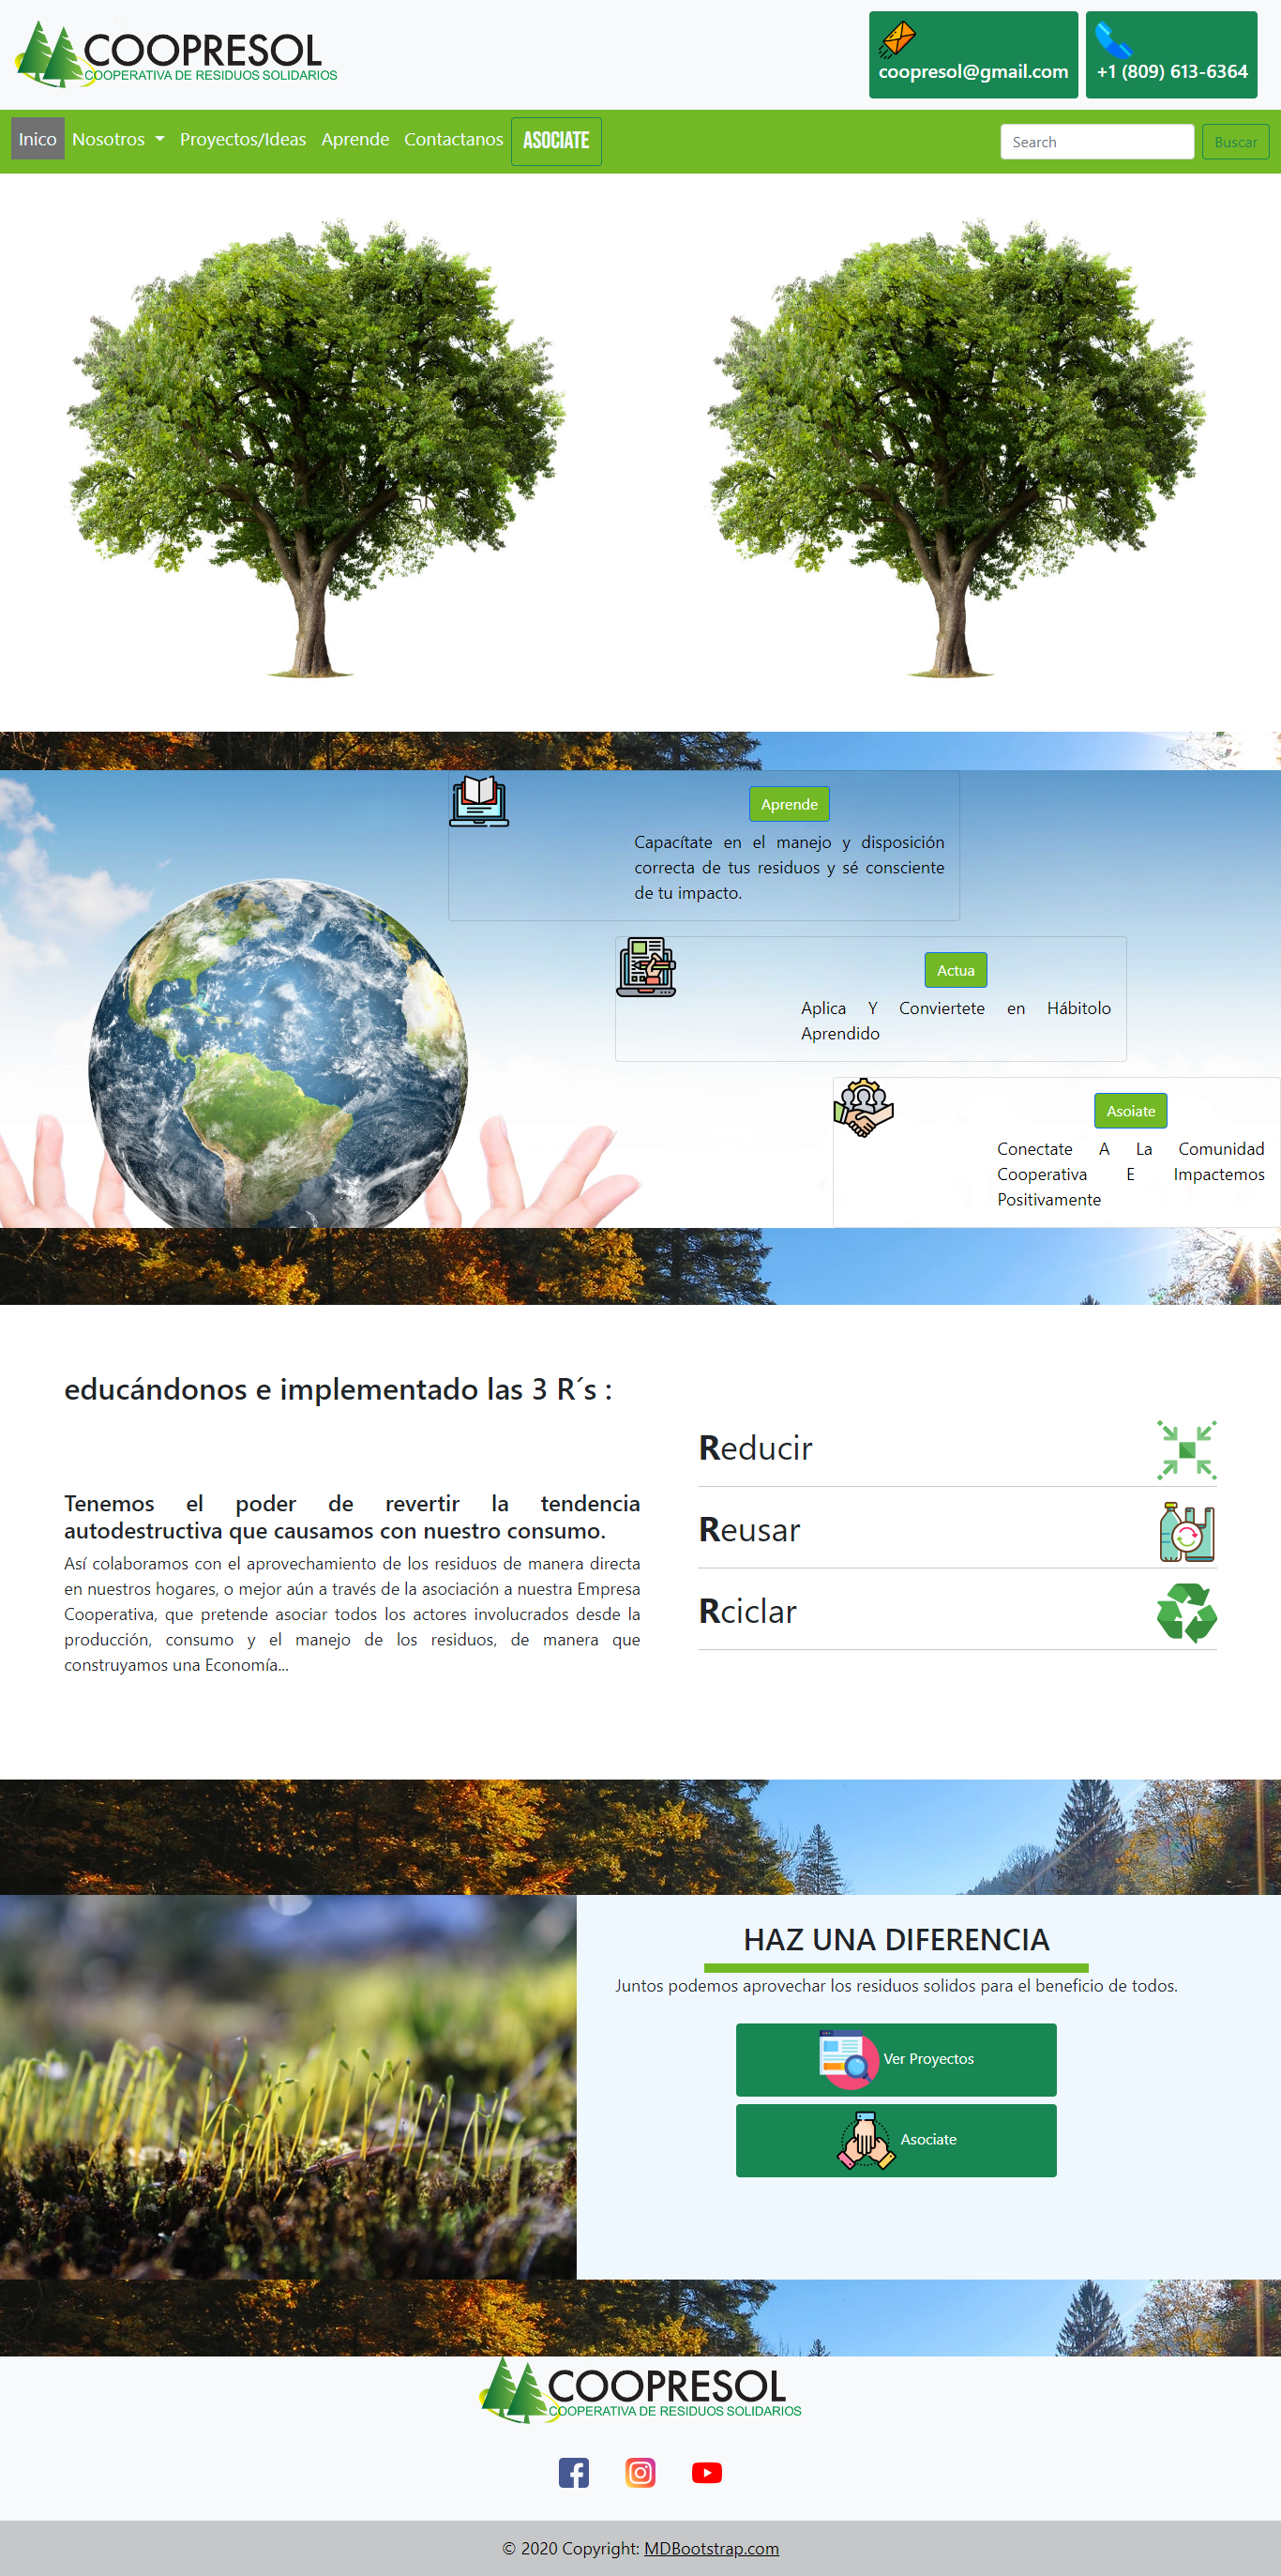 COOPRESOL
COOPERATIVA DE RESIDUOS SOLIDARIOS
coopresol@gmail.com
+1 (809) 613-6364
Inico
Nosotros
Proyectos/Ideas
Aprende
Contactanos
ASOCIATE
Search
Buscar
Aprende
Capacítate en el manejo y disposición
correcta de tus residuos y sé consciente
de tu impacto.
Actua
Aplica Y Conviertete en Hábitolo
Aprendido
Asoiate
Conectate A La Comunidad
Cooperativa E Impactemos
Positivamente
educándonos e implementado las 3 R´s :
Tenemos el poder de revertir la tendencia
autodestructiva que causamos con nuestro consumo.
Así colaboramos con el aprovechamiento de los residuos de manera directa
en nuestros hogares, o mejor aún a través de la asociación a nuestra Empresa
Cooperativa, que pretende asociar todos los actores involucrados desde la
producción, consumo y el manejo de los residuos, de manera que
construyamos una Economía...
Reducir
Reusar
Rciclar
HAZ UNA DIFERENCIA
Juntos podemos aprovechar los residuos solidos para el beneficio de todos.
Ver Proyectos
Asociate
COOPRESOL
COOPERATIVA DE RESIDUOS SOLIDARIOS
© 2020 Copyright: MDBootstrap.com